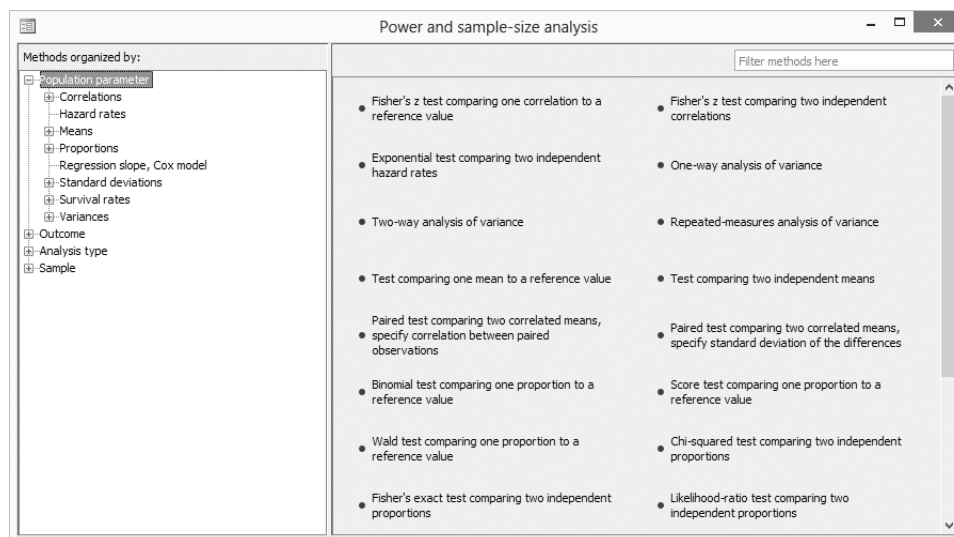 Power and sample-size analysis
Methods organized by:
Filter methods here
Population parameter
Correlations
Hazard rates
Means
Proportions
Regression slope, Cox model
Standard deviations
Survival rates
Variances
Outcome
Analysis type
Sample
Fisher's z test comparing one correlation to a
reference value
Fisher's z test comparing two independent
correlations
Exponential test comparing two independent
hazard rates
One-way analysis of variance
Two-way analysis of variance
Repeated-measures analysis of variance
Test comparing one mean to a reference value
Test comparing two independent means
Paired test comparing two correlated means,
specify correlation between paired
observations
Paired test comparing two correlated means,
specify standard deviation of the differences
Binomial test comparing one proportion to a
reference value
Score test comparing one proportion to a
reference value
Wald test comparing one proportion to a
reference value
Chi-squared test comparing two independent
proportions
Fisher's exact test comparing two independent
proportions
Likelihood-ratio test comparing two
independent proportions